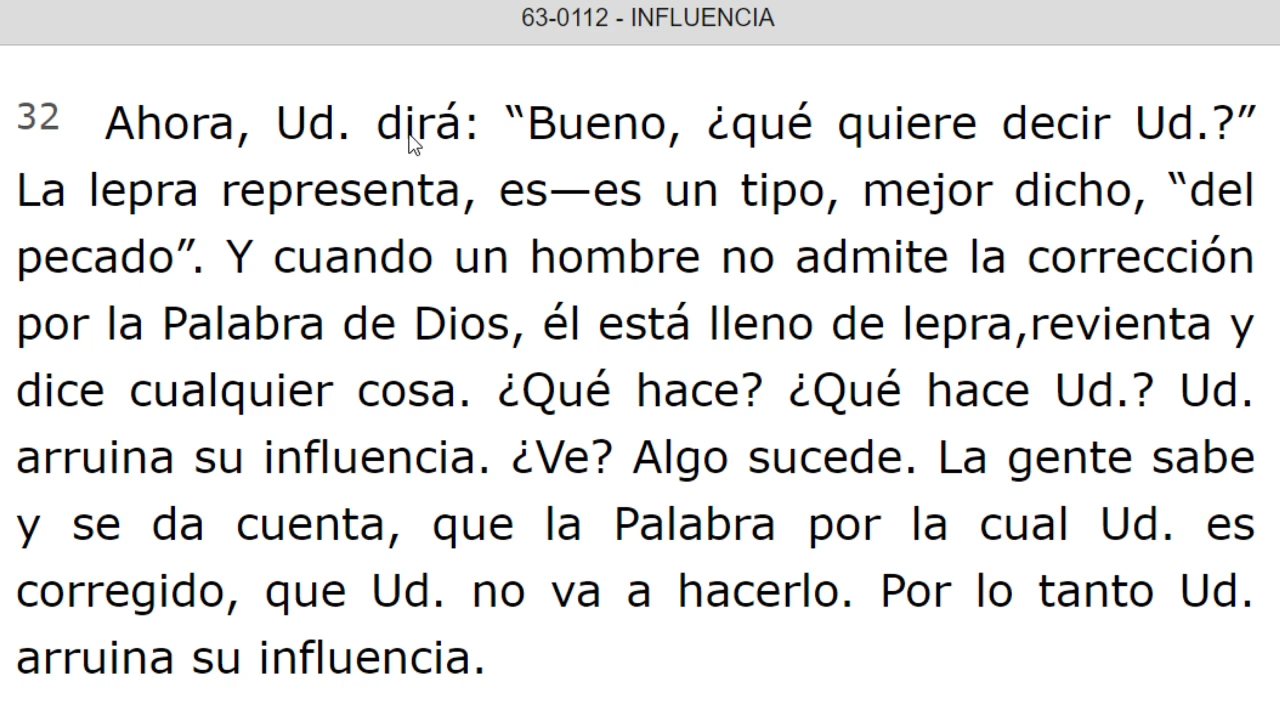 63-0112 - INFLUENCIA
32 Ahora, Ud. dirá: “Bueno, ¿qué quiere decir Ud.?”
La lepra representa, es—es un tipo, mejor dicho, “del
pecado”. Y cuando un hombre no admite la corrección
por la Palabra de Dios, él está lleno de lepra,revienta y
dice cualquier cosa. ¿Qué hace? ¿Qué hace Ud.? Ud.
arruina su influencia. ¿Ve? Algo sucede. La gente sabe
y se da cuenta, que la Palabra por la cual Ud. es
corregido, que Ud. no va a hacerlo. Por lo tanto Ud.
arruina su influencia.